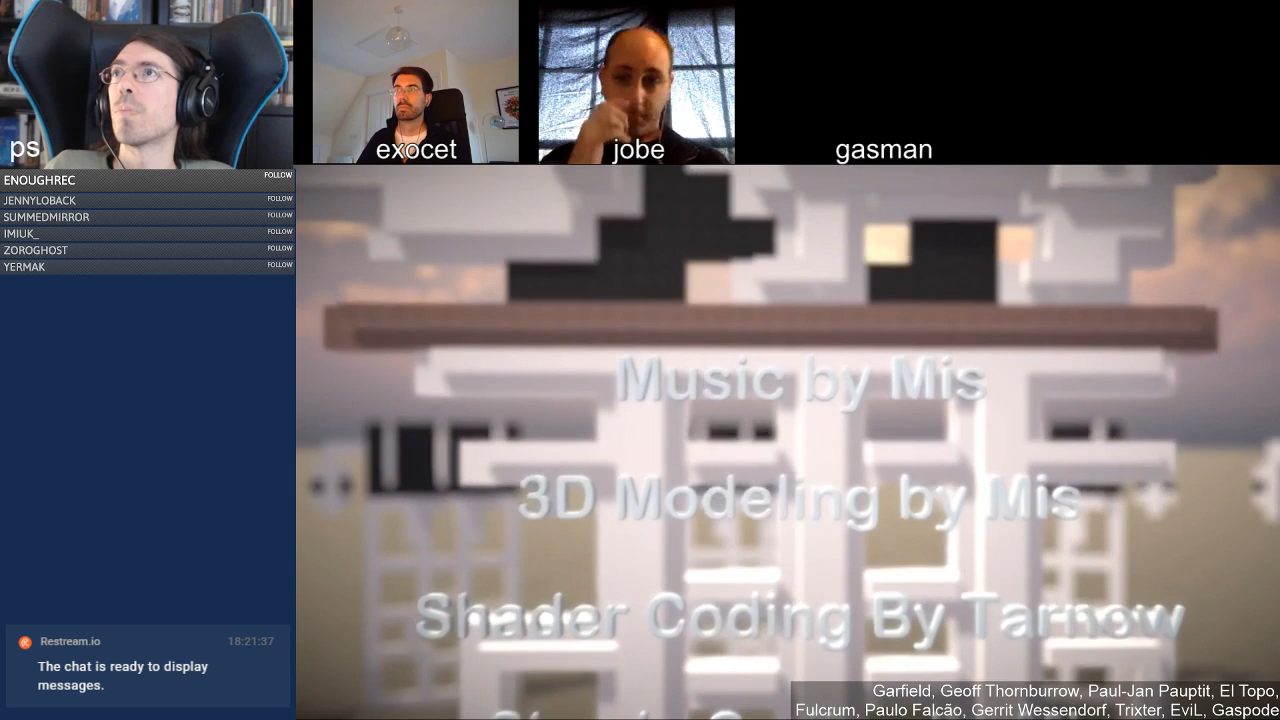 ps
exocet
jobe
gasman
ENOUGHREC FOLLOW
JENNYLOBACK FOLLOW
SUMMEDMIRROR FOLLOW
IMIUK_ FOLLOW
ZOROGHOST FOLLOW
YERMAK FOLLOW
Music by Mis
3D Modeling by Mis
Shader Coding By Tarnow
Restream.io 18:21:37
The chat is ready to display
messages.
Garfield, Geoff Thornburrow, Paul-Jan Pauptit, El Topo,
Fulcrum, Paulo Falcão, Gerrit Wessendorf, Trixter, EviL, Gaspode